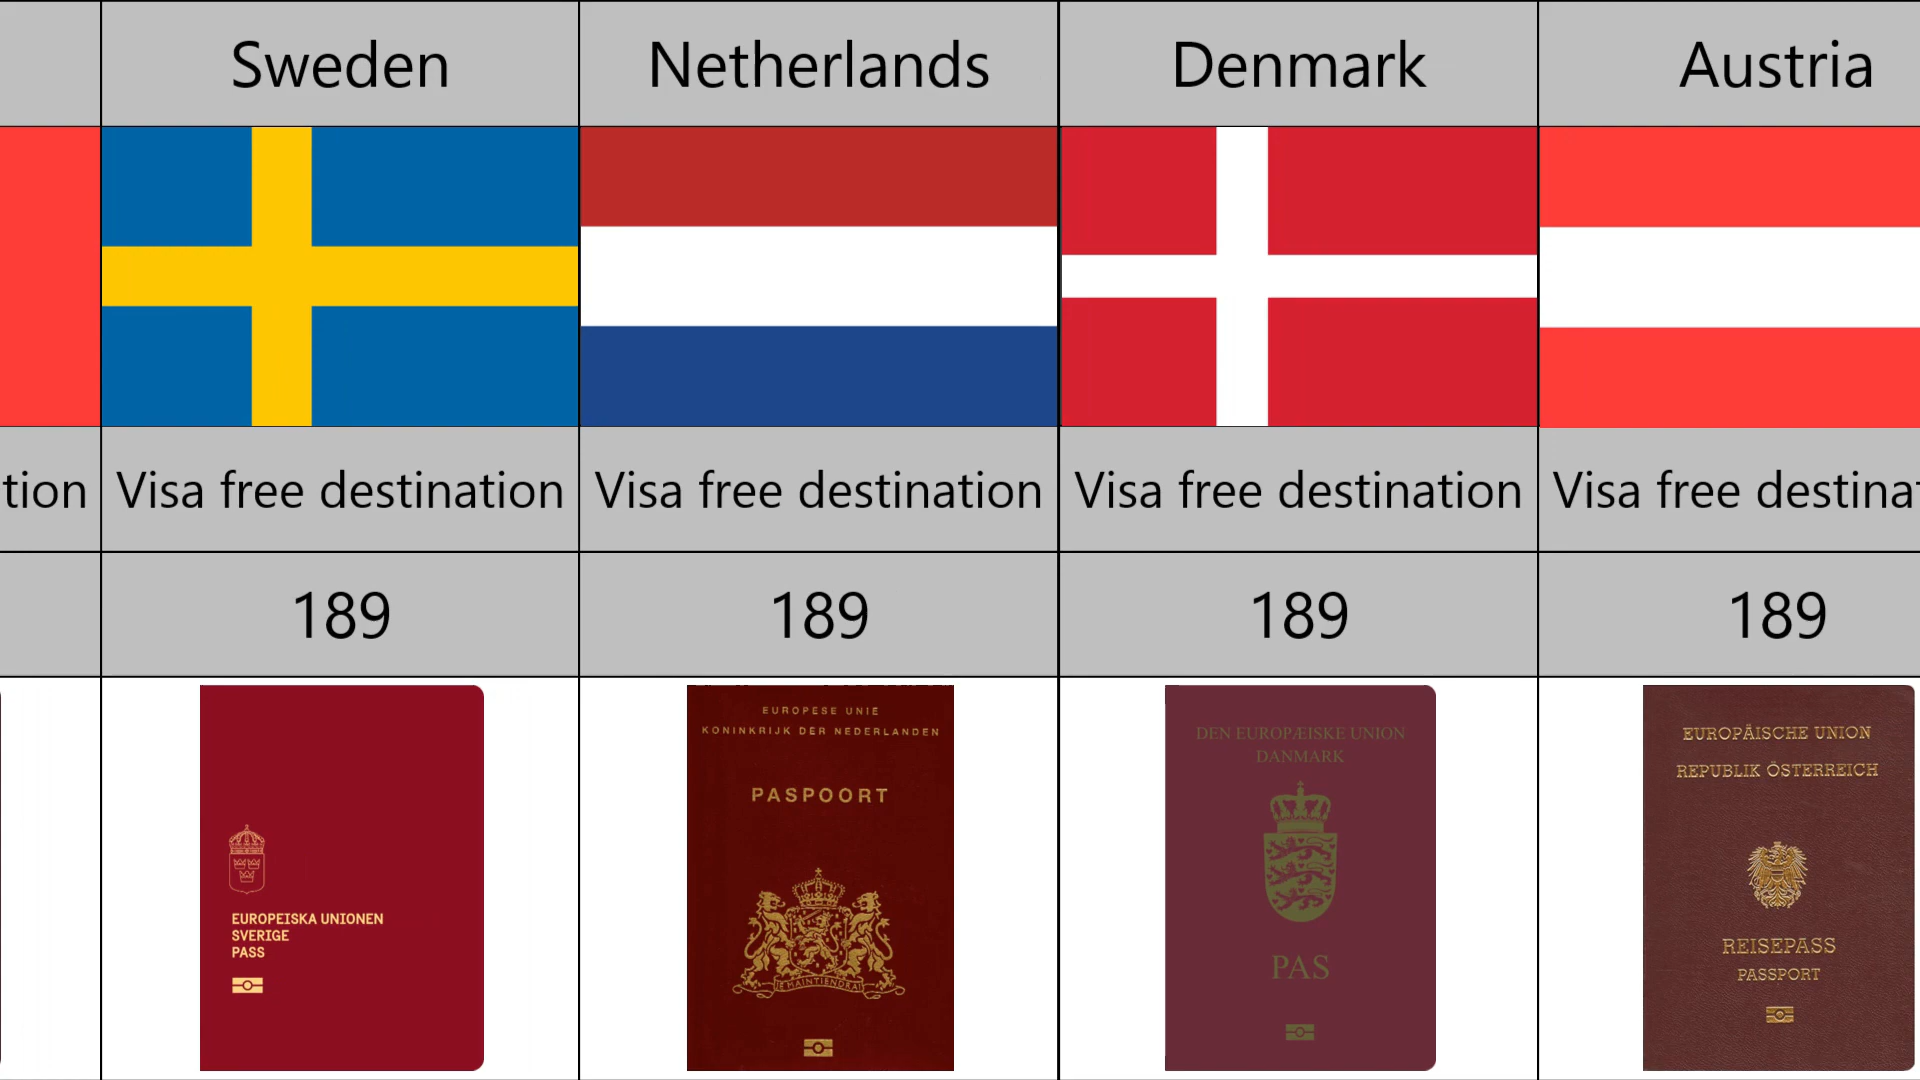 Sweden
Netherlands
Denmark
Austria
tion
Visa free destination
Visa free destination
Visa free destination
Visa free destinat
189
189
189
189
EUROPEISKA UNIONEN
SVERIGE
PASS
EUROPESE UNIE
KONINKRIJK DER NEDERLANDEN
PASPOORT
JE MAINTIENDRAI
DEN EUROPÆISKE UNION
DANMARK
PAS
EUROPÄISCHE UNION
REPUBLIK ÖSTERREICH
REISEPASS
PASSPORT